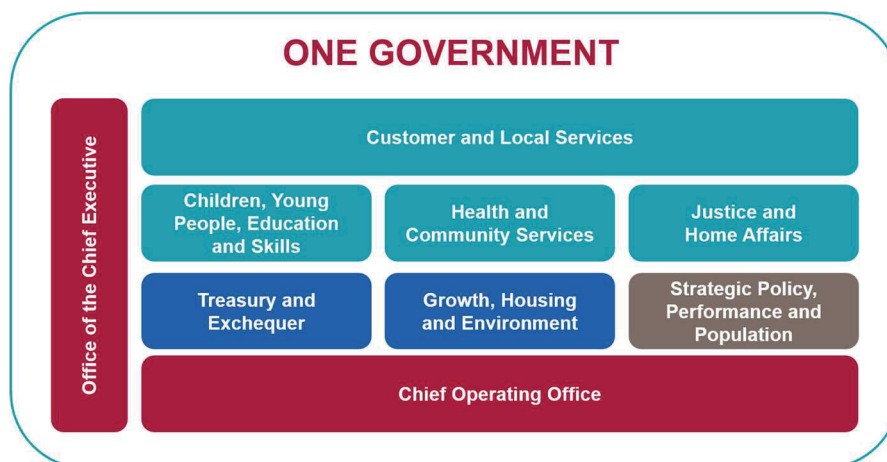 ONE GOVERNMENT
Office of the Chief Executive
Customer and Local Services
Children, Young
People, Education
and Skills
Health and
Community Services
Justice and
Home Affairs
Treasury and
Exchequer
Growth, Housing
and Environment
Strategic Policy,
Performance and
Population
Chief Operating Office